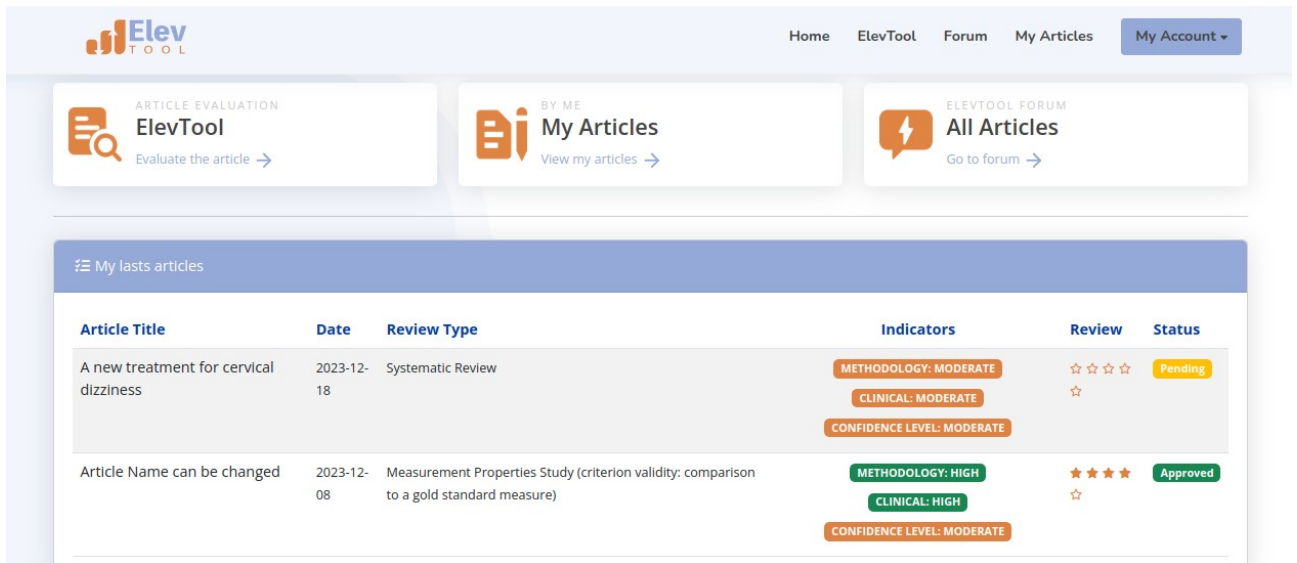 Elev
TOOL
Home ElevTool Forum My Articles My Account
ARTICLE EVALUATION
ElevTool
Evaluate the article
BY ME
My Articles
View my articles
ELEVTOOL FORUM
All Articles
Go to forum
My lasts articles
Article Title Date Review Type Indicators Review Status
A new treatment for cervical 2023-12- Systematic Review METHODOLOGY: MODERATE Pending
dizziness 18 CLINICAL: MODERATE
CONFIDENCE LEVEL: MODERATE
Article Name can be changed 2023-12- Measurement Properties Study (criterion validity: comparison METHODOLOGY: HIGH Approved
08 to a gold standard measure) CLINICAL: HIGH
CONFIDENCE LEVEL: MODERATE